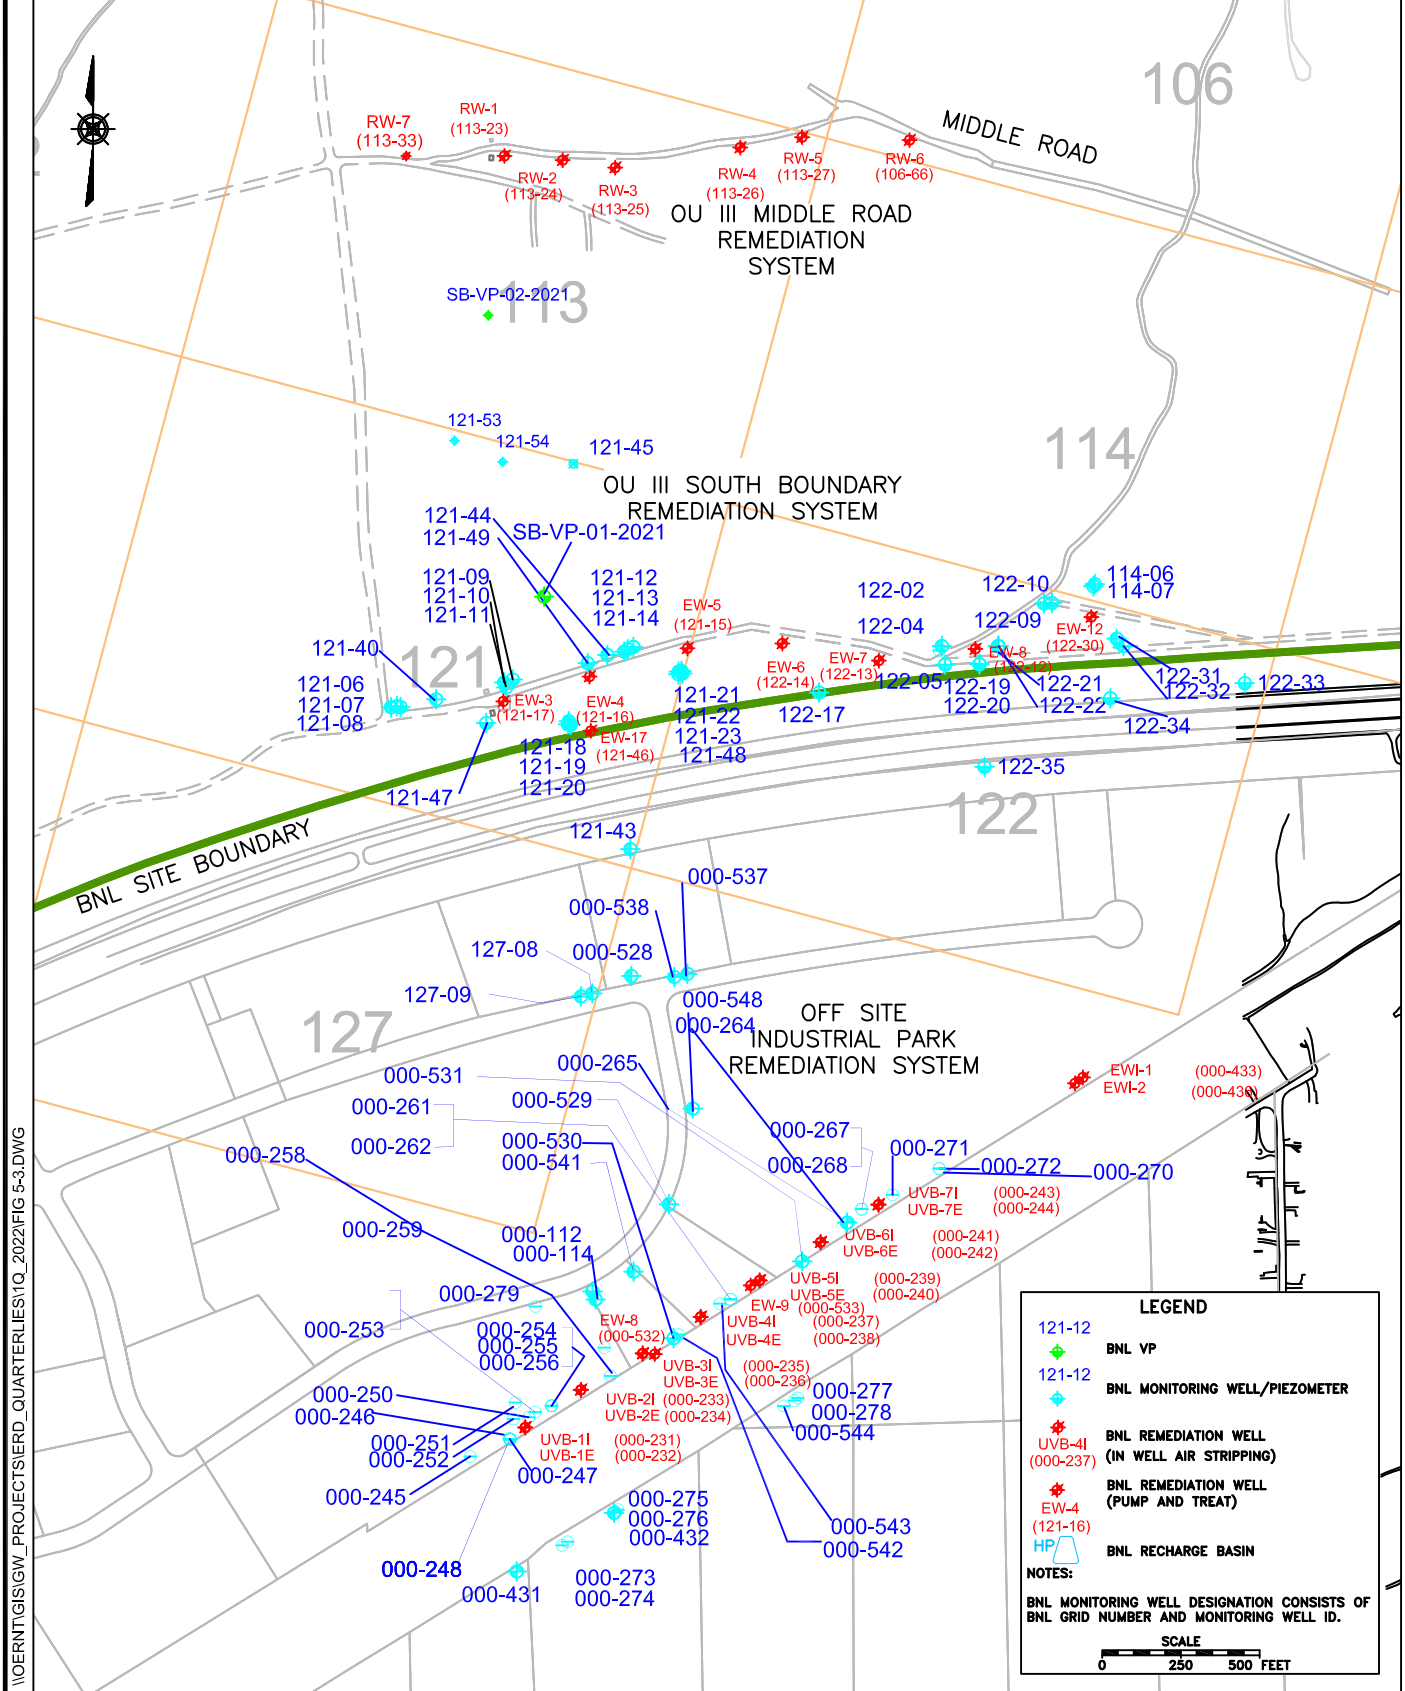 106
MIDDLE ROAD
RW-7
(113-33)
RW-1
(113-23)
RW-2
(113-24)
RW-3
(113-25)
RW-4
(113-26)
RW-5
(113-27)
RW-6
(106-66)
OU III MIDDLE ROAD
REMEDIATION
SYSTEM
113
SB-VP-02-2021
114
121-53
121-54
121-45
OU III SOUTH BOUNDARY
REMEDIATION SYSTEM
121-44
121-49
SB-VP-01-2021
121-09
121-10
121-11
121-12
121-13
121-14
EW-5
(121-15)
122-02
122-04
122-10
122-09
114-06
114-07
EW-12
(122-30)
121-40
121
121-06
121-07
121-08
EW-3
(121-17)
EW-4
(121-16)
EW-17
(121-46)
EW-6
(122-14)
EW-7
(122-13)
EW-8
(122-12)
122-05
122-19
122-20
122-21
122-22
122-31
122-32
122-33
122-34
122-17
121-21
121-22
121-23
121-48
121-18
121-19
121-20
121-47
122-35
122
121-43
BNL SITE BOUNDARY
000-537
000-538
127-08
000-528
127-09
127
000-548
000-264
OFF SITE
INDUSTRIAL PARK
REMEDIATION SYSTEM
000-265
000-531
000-529
000-261
000-262
000-530
000-541
EWI-1 (000-433)
EWI-2
000-267
000-268
000-271
000-272
000-270
000-258
000-259
000-112
000-114
UVB-7I (000-243)
UVB-7E (000-244)
UVB-6I (000-241)
UVB-6E (000-242)
UVB-5I (000-239)
UVB-5E (000-240)
EW-9 (000-533)
UVB-4I (000-237)
UVB-4E (000-238)
000-279
000-253
000-254
000-255
000-256
EW-8
(000-532)
UVB-3I (000-235)
UVB-3E (000-236)
UVB-2I (000-233)
UVB-2E (000-234)
UVB-1I (000-231)
UVB-1E (000-232)
000-250
000-246
000-251
000-252
000-245
000-247
000-248
000-277
000-278
000-544
000-275
000-276
000-432
000-543
000-542
000-431
000-273
000-274
LEGEND
121-12
BNL VP
121-12
BNL MONITORING WELL/PIEZOMETER
UVB-4I
(000-237)
BNL REMEDIATION WELL
(IN WELL AIR STRIPPING)
EW-4
(121-16)
BNL REMEDIATION WELL
(PUMP AND TREAT)
HP
BNL RECHARGE BASIN
NOTES:
BNL MONITORING WELL DESIGNATION CONSISTS OF
BNL GRID NUMBER AND MONITORING WELL ID.
SCALE
0 250 500 FEET
\\OERNT\GIS\GW_PROJECTS\ERD_QUARTERLIES\1Q_2022\FIG 5-3.DWG